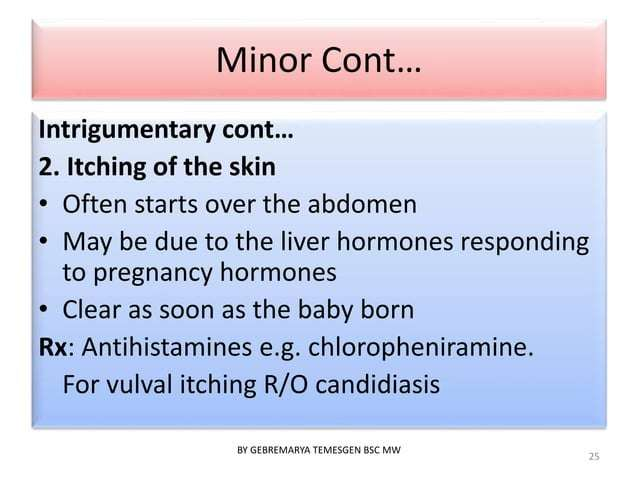 Minor Cont…
Intrigumentary cont…
2. Itching of the skin
• Often starts over the abdomen
• May be due to the liver hormones responding
to pregnancy hormones
• Clear as soon as the baby born
Rx: Antihistamines e.g. chloropheniramine.
For vulval itching R/O candidiasis
BY GEBREMARYA TEMESGEN BSC MW
25